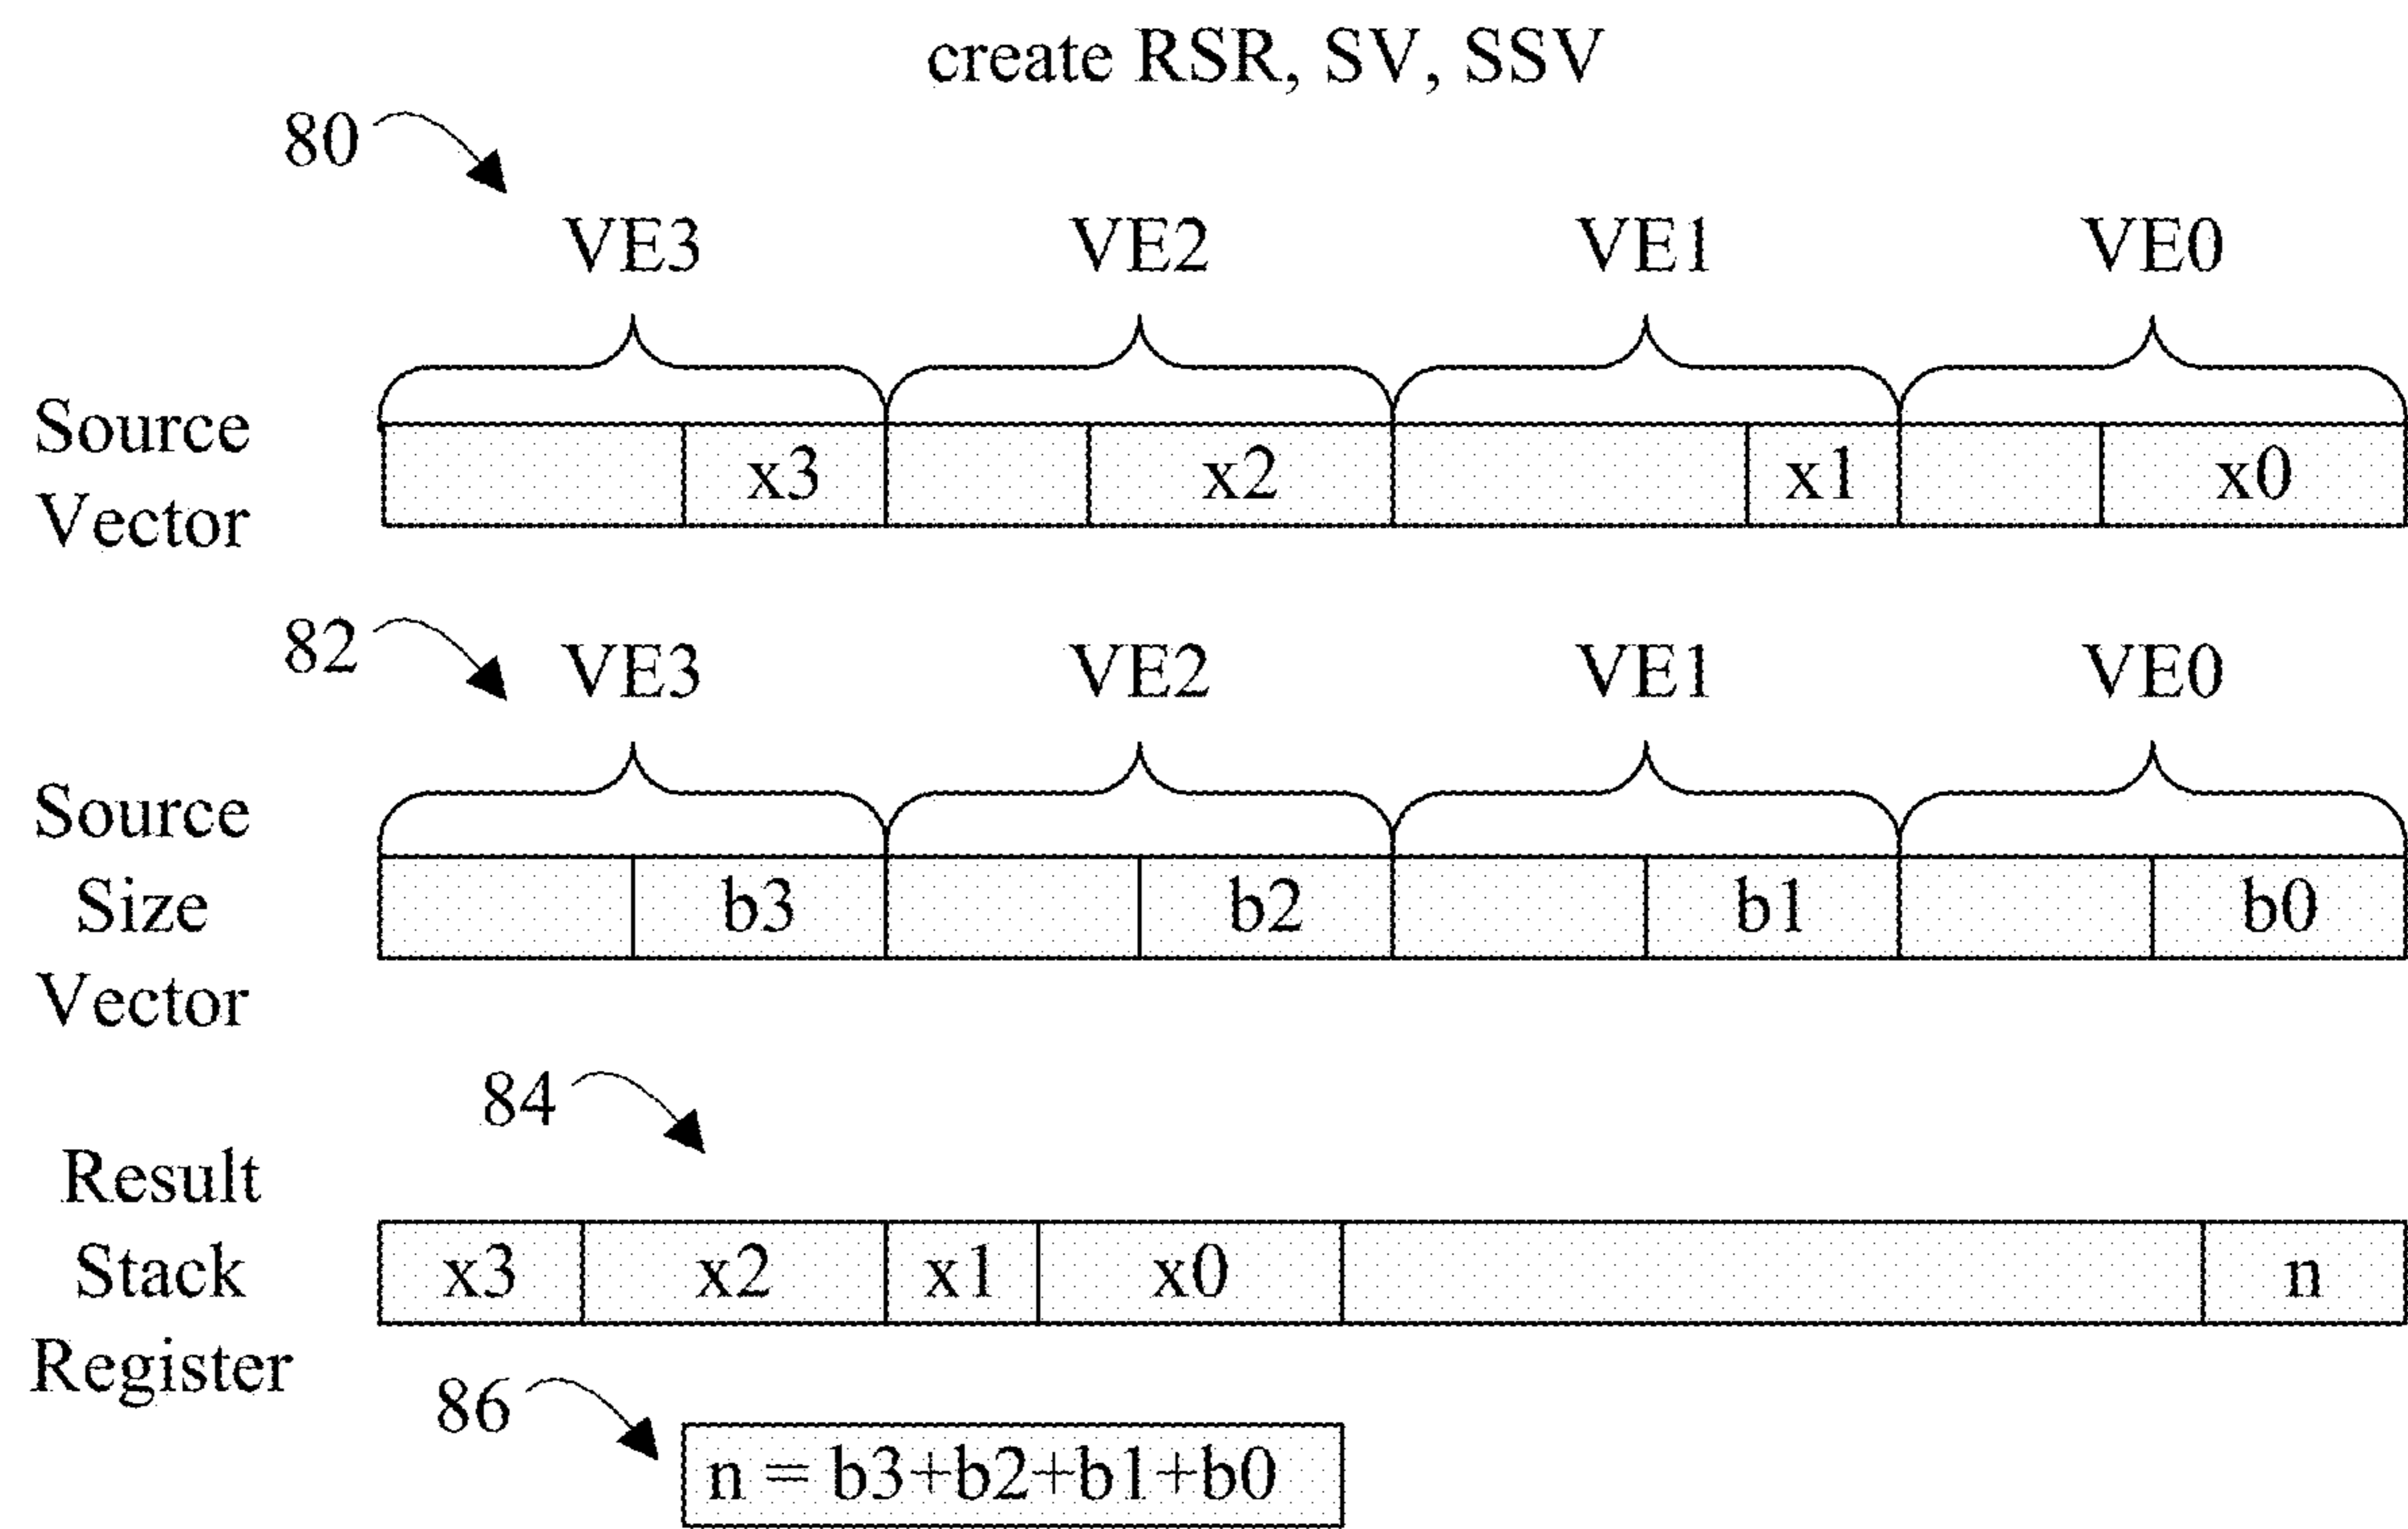 create RSR, SV, SSV
80
VE3 VE2 VE1 VE0
Source
Vector
x3 x2 x1 x0
82
VE3 VE2 VE1 VE0
Source
Size
Vector
b3 b2 b1 b0
84
Result
Stack
Register
x3 x2 x1 x0 n
86
n = b3+b2+b1+b0